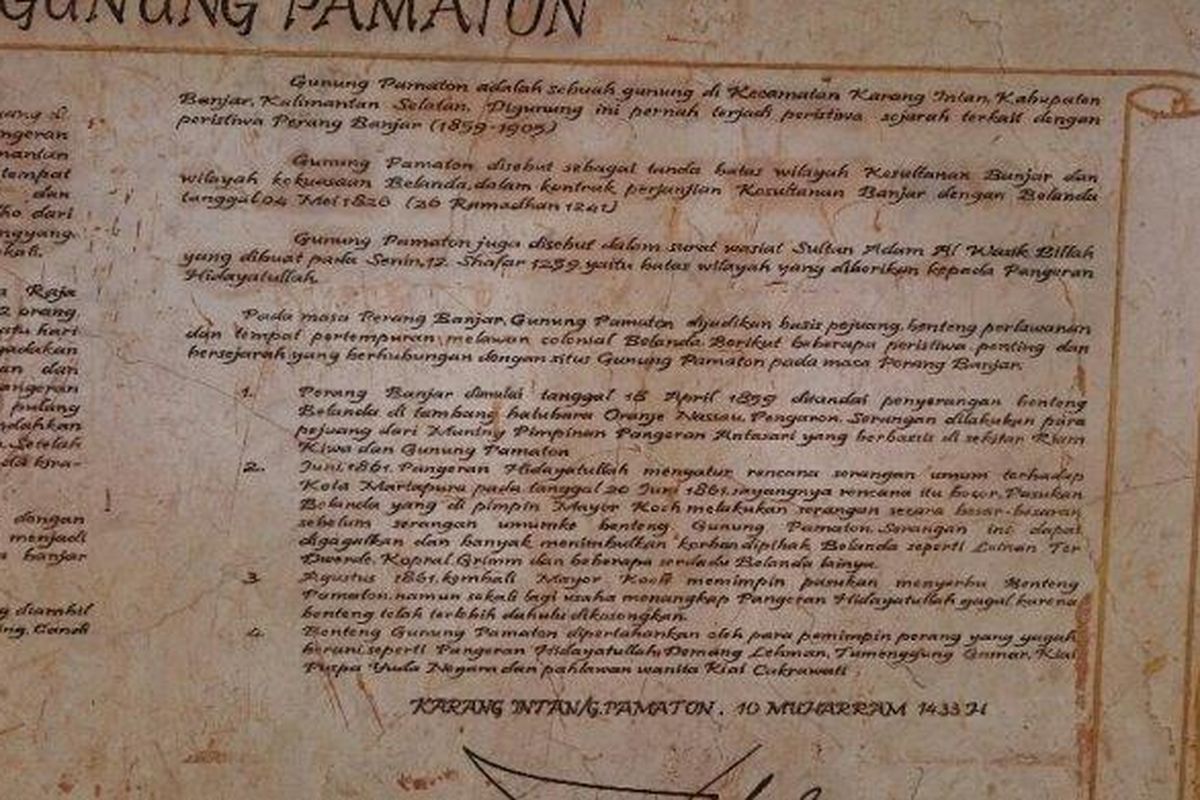 GUNUNG PAMATON
Gunung Pamaton adalah sebuah gunung di Kecamatan Karang Intan, Kabupaten
Banjar, Kalimantan Selatan. Digunung ini pernah terjadi peristiwa sejarah terkait dengan
peristiwa Perang Banjar (1859-1905)
Gunung Pamaton disebut sebagai tanda batas wilayah Kesultanan Banjar dan
wilayah kekuasaan Belanda, dalam kontrak perjanjian Kesultanan Banjar dengan Belanda
tanggal 04 Mei 1826 (26 Ramadhan 1241)
Gunung Pamaton juga disebut dalam surat wasiat Sultan Adam Al Wasik Billah
yang dibuat pada Senin, 12 Shafar 1259 yaitu batas wilayah yang diberikan kepada Pangeran
Hidayatullah.
Pada masa Perang Banjar, Gunung Pamaton dijadikan basis pejuang, benteng perlawanan
dan tempat pertempuran melawan colonial Belanda. Berikut beberapa peristiwa penting dan
bersejarah yang berhubungan dengan situs Gunung Pamaton pada masa Perang Banjar.
1. Perang Banjar dimulai tanggal 18 April 1859 ditandai penyerangan benteng
Belanda di tambang batubara Oranje Nassau, Pengaron. Serangan dilakukan para
pejuang dari Muning Pimpinan Pangeran Antasari yang berbasis di sekitar Riam
Kiwa dan Gunung Pamaton
2. Juni 1861, Pangeran Hidayatullah mengatur rencana serangan umum terhadap
Kota Martapura pada tanggal 20 Juni 1861, sayangnya rencana itu bocor. Pasukan
Belanda yang di pimpin Mayor Koch melakukan serangan secara besar-besaran
sebelum serangan umumke benteng Gunung Pamaton. Serangan ini dapat
digagalkan dan banyak menimbulkan korban dipihak Belanda seperti Letnan Ter
Dwerde, Kopral Grimm dan beberapa serdadu Belanda lainya.
3. Agustus 1861, kembali Mayor Koch memimpin pasukan menyerbu Benteng
Pamaton, namun sekali lagi usaha menangkap Pangeran Hidayatullah gagal karena
benteng telah terlebih dahulu dikosongkan.
4. Benteng Gunung Pamaton dipertahankan oleh para pemimpin perang yang gagah
berani seperti Pangeran Hidayatullah, Demang Lehman, Tumenggung Gamar, Kiai
Puspa Yuda Negara dan pahlawan wanita Kiai Cakrawati
KARANG INTAN/G.PAMATON, 10 MUHARRAM 1433 H